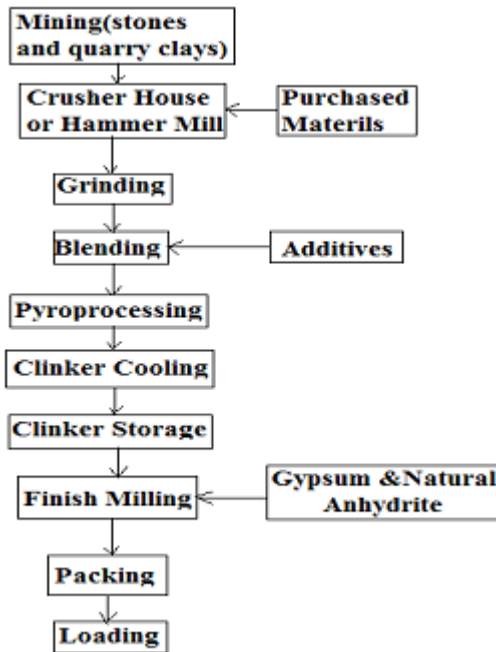 Mining(stones
and quarry clays)
Crusher House
or Hammer Mill
Purchased
Materils
Grinding
Blending
Additives
Pyroprocessing
Clinker Cooling
Clinker Storage
Finish Milling
Gypsum &Natural
Anhydrite
Packing
Loading